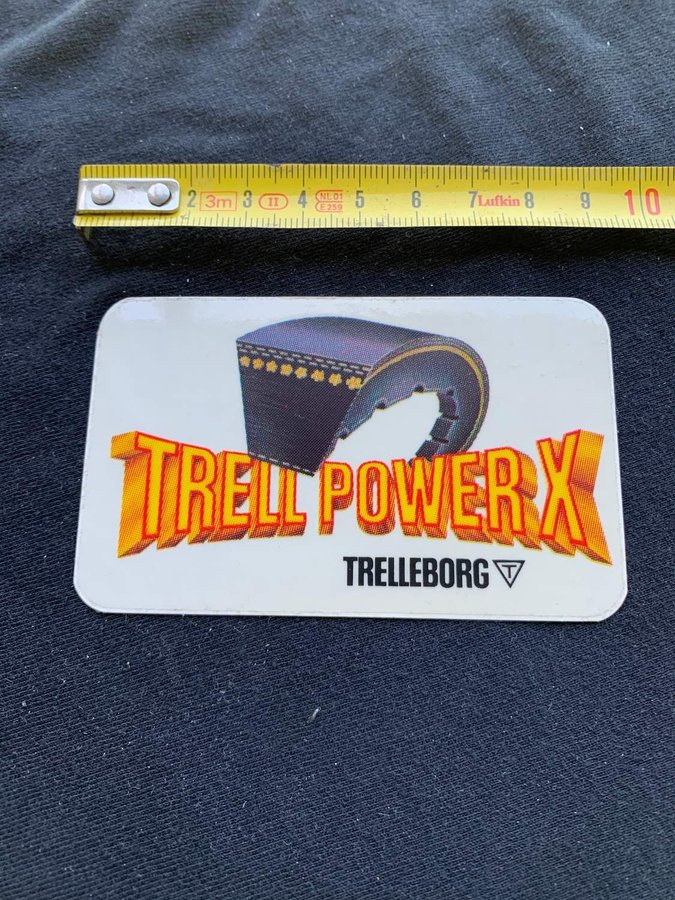 2 3m 3 II 4 NL 01 5 6 7 Lufkin 8 9 10
E 259
TRELL POWER X
TRELLEBORG T